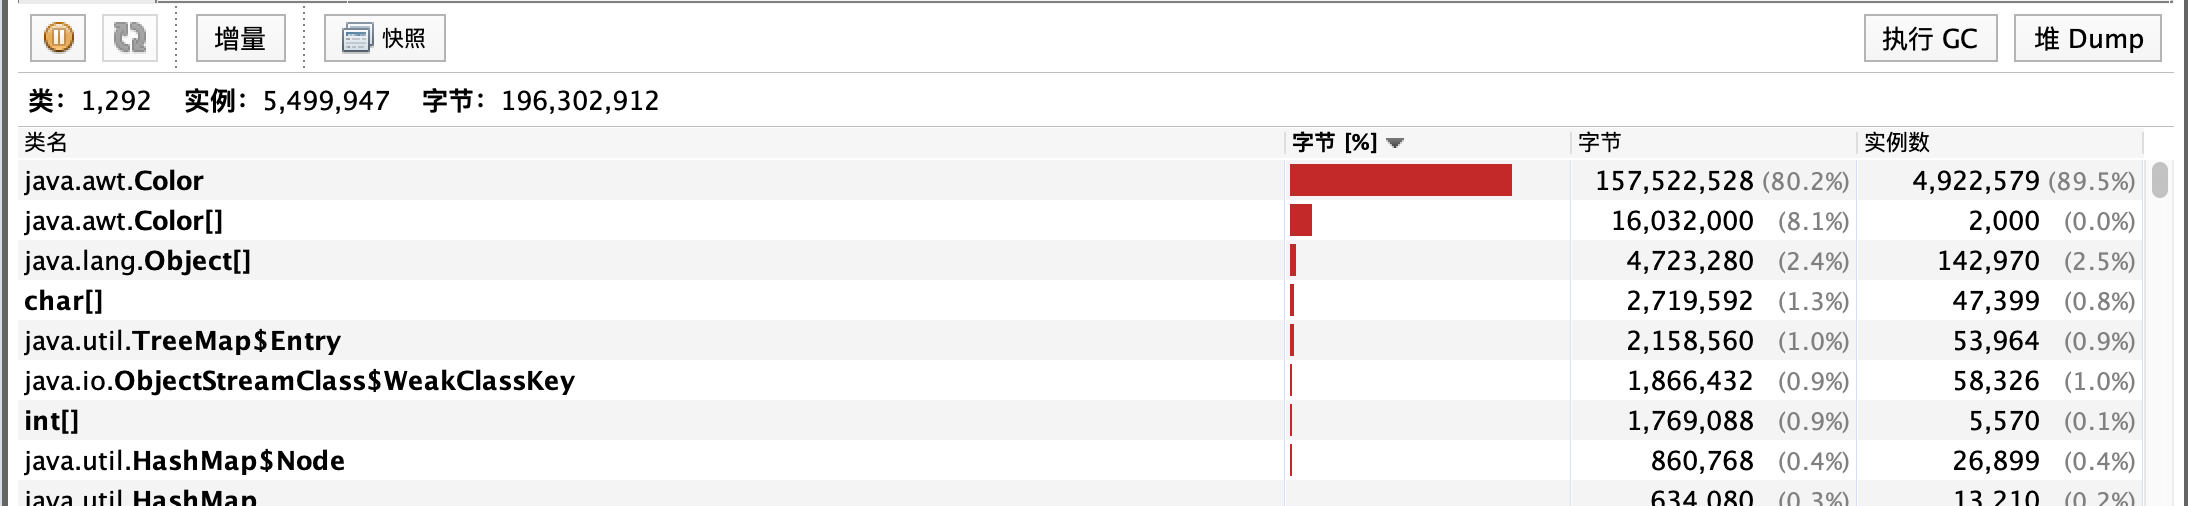 增量 快照 执行 GC 堆 Dump
类: 1,292 实例: 5,499,947 字节: 196,302,912
类名 字节 [%] 字节 实例数
java.awt.Color 157,522,528 (80.2%) 4,922,579 (89.5%)
java.awt.Color[] 16,032,000 (8.1%) 2,000 (0.0%)
java.lang.Object[] 4,723,280 (2.4%) 142,970 (2.5%)
char[] 2,719,592 (1.3%) 47,399 (0.8%)
java.util.TreeMap$Entry 2,158,560 (1.0%) 53,964 (0.9%)
java.io.ObjectStreamClass$WeakClassKey 1,866,432 (0.9%) 58,326 (1.0%)
int[] 1,769,088 (0.9%) 5,570 (0.1%)
java.util.HashMap$Node 860,768 (0.4%) 26,899 (0.4%)
java.util.HashMap 634,080 (0.3%) 13,210 (0.2%)